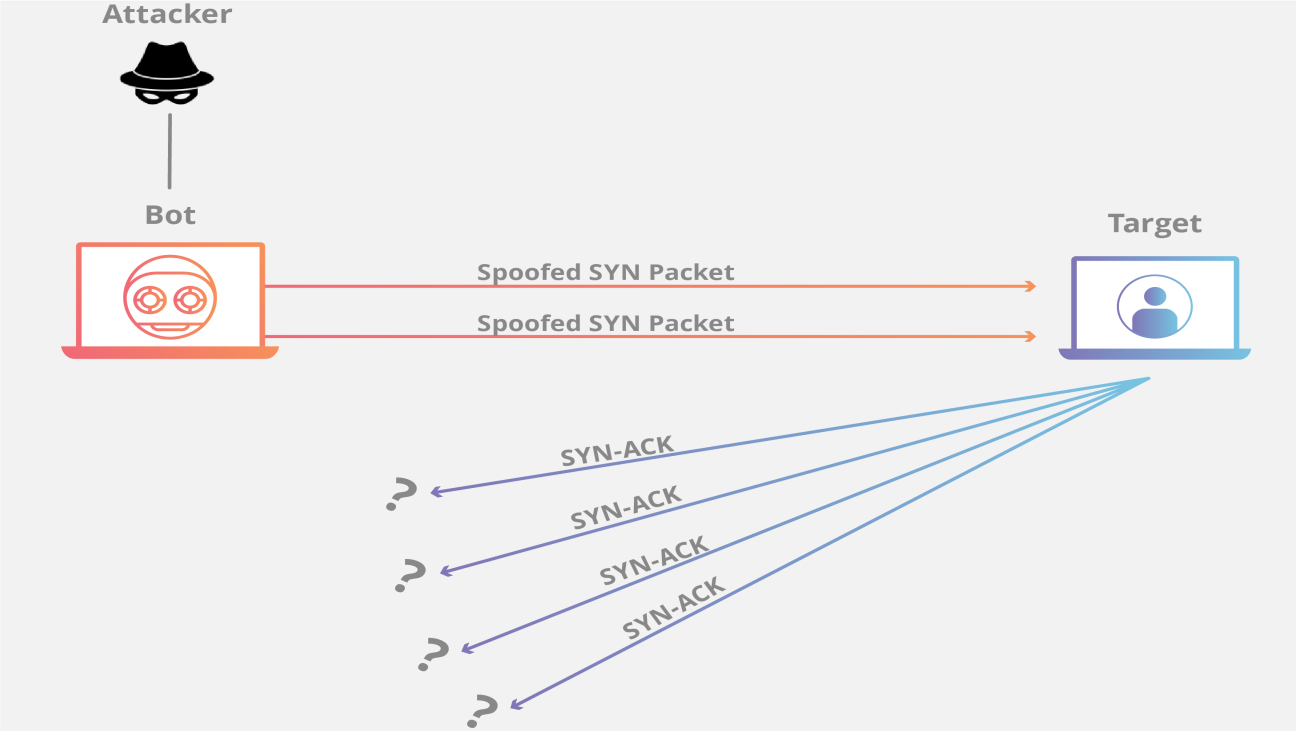 Attacker
Bot
Target
Spoofed SYN Packet
Spoofed SYN Packet
SYN-ACK
?
SYN-ACK
?
SYN-ACK
?
SYN-ACK
?